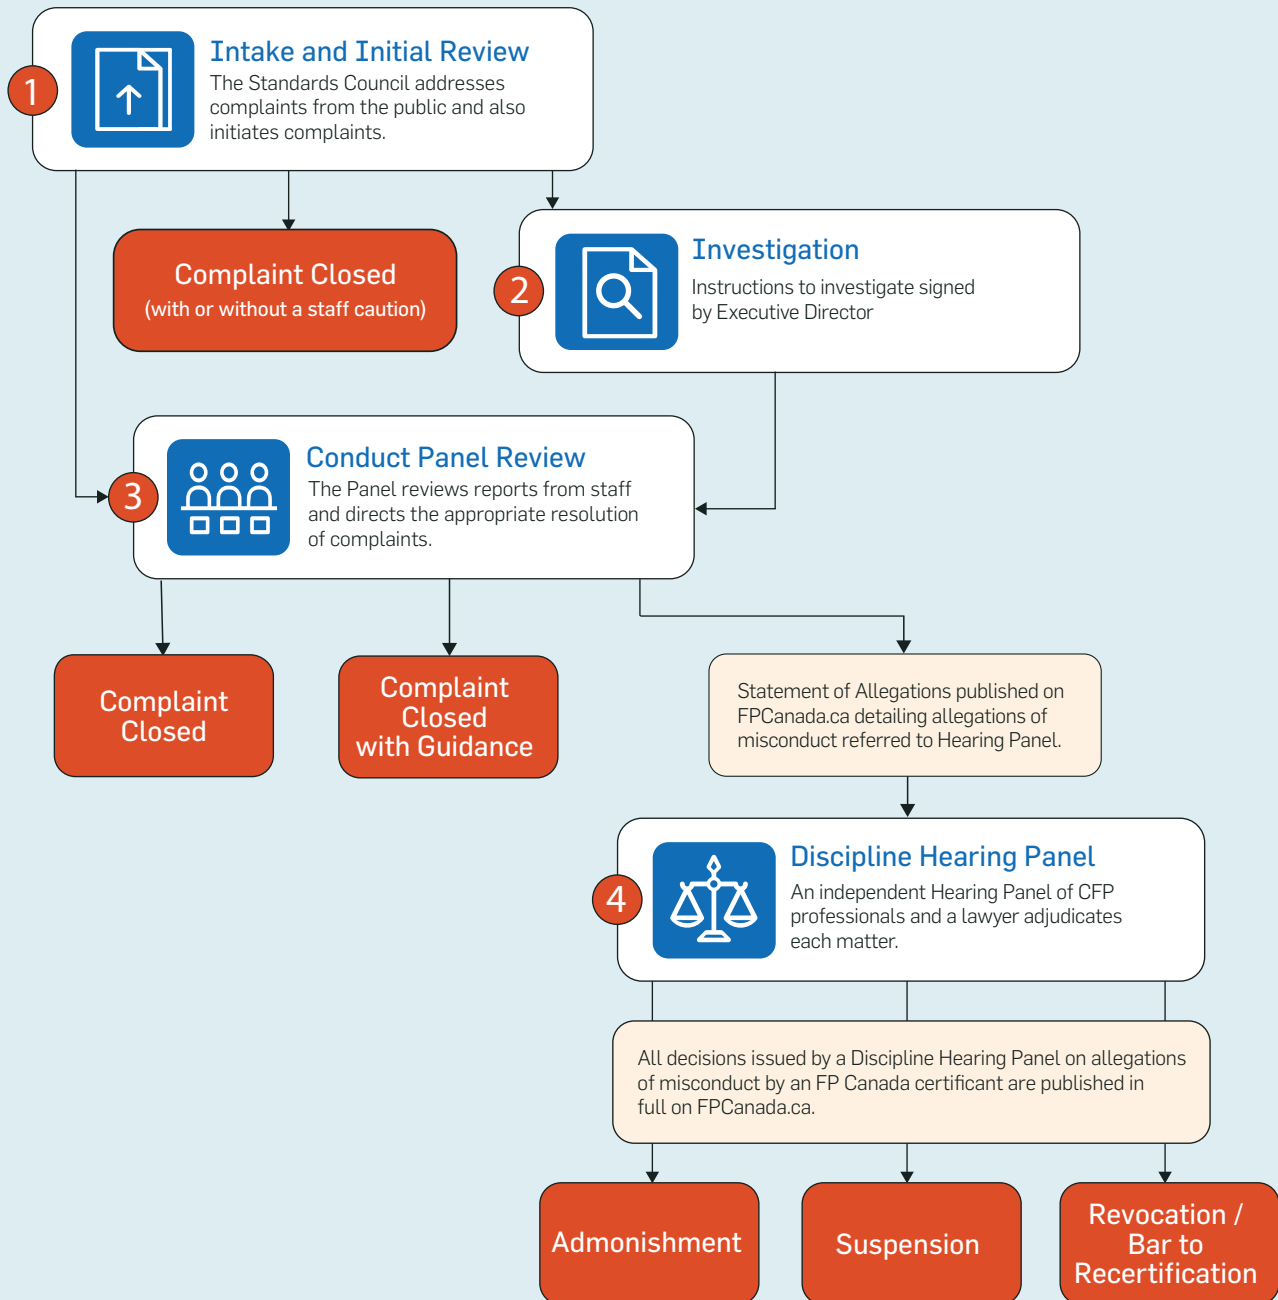 1
Intake and Initial Review
The Standards Council addresses
complaints from the public and also
initiates complaints.
Complaint Closed
(with or without a staff caution)
2
Investigation
Instructions to investigate signed
by Executive Director
3
Conduct Panel Review
The Panel reviews reports from staff
and directs the appropriate resolution
of complaints.
Complaint
Closed
Complaint
Closed
with Guidance
Statement of Allegations published on
FPCanada.ca detailing allegations of
misconduct referred to Hearing Panel.
4
Discipline Hearing Panel
An independent Hearing Panel of CFP
professionals and a lawyer adjudicates
each matter.
All decisions issued by a Discipline Hearing Panel on allegations
of misconduct by an FP Canada certificant are published in
full on FPCanada.ca.
Admonishment
Suspension
Revocation /
Bar to
Recertification